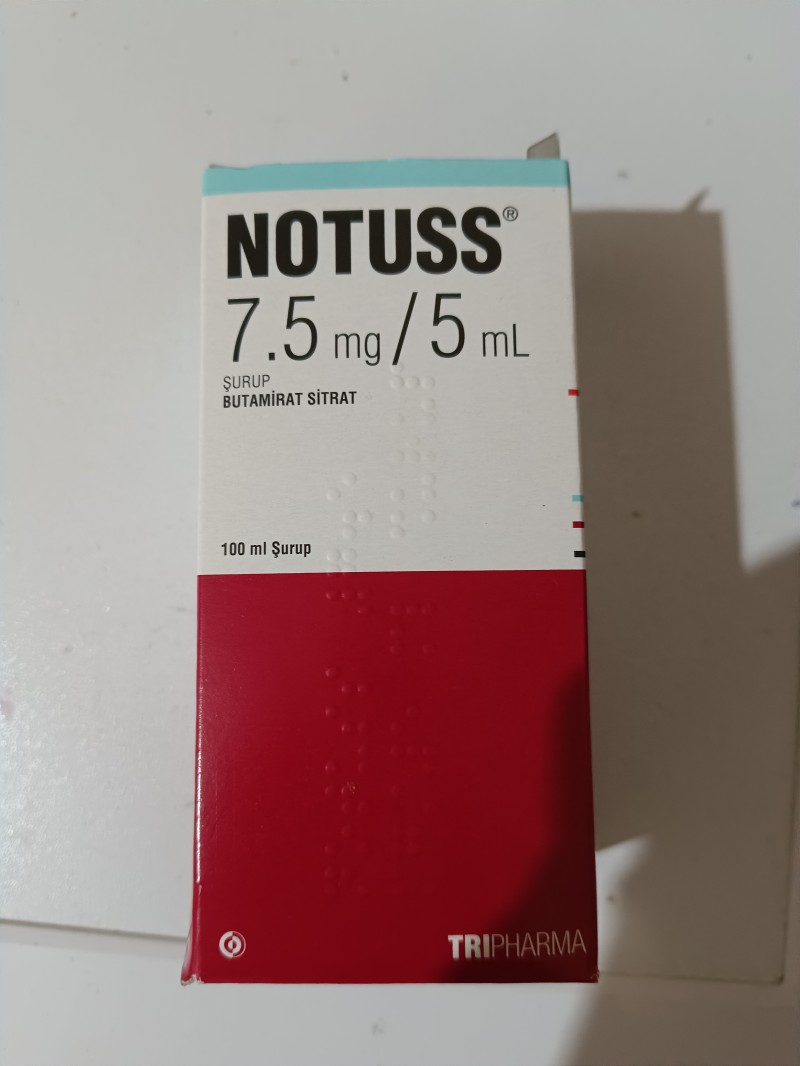 NOTUSS®
7.5 mg / 5 mL
ŞURUP
BUTAMİRAT SİTRAT
100 ml Şurup
TRIPHARMA